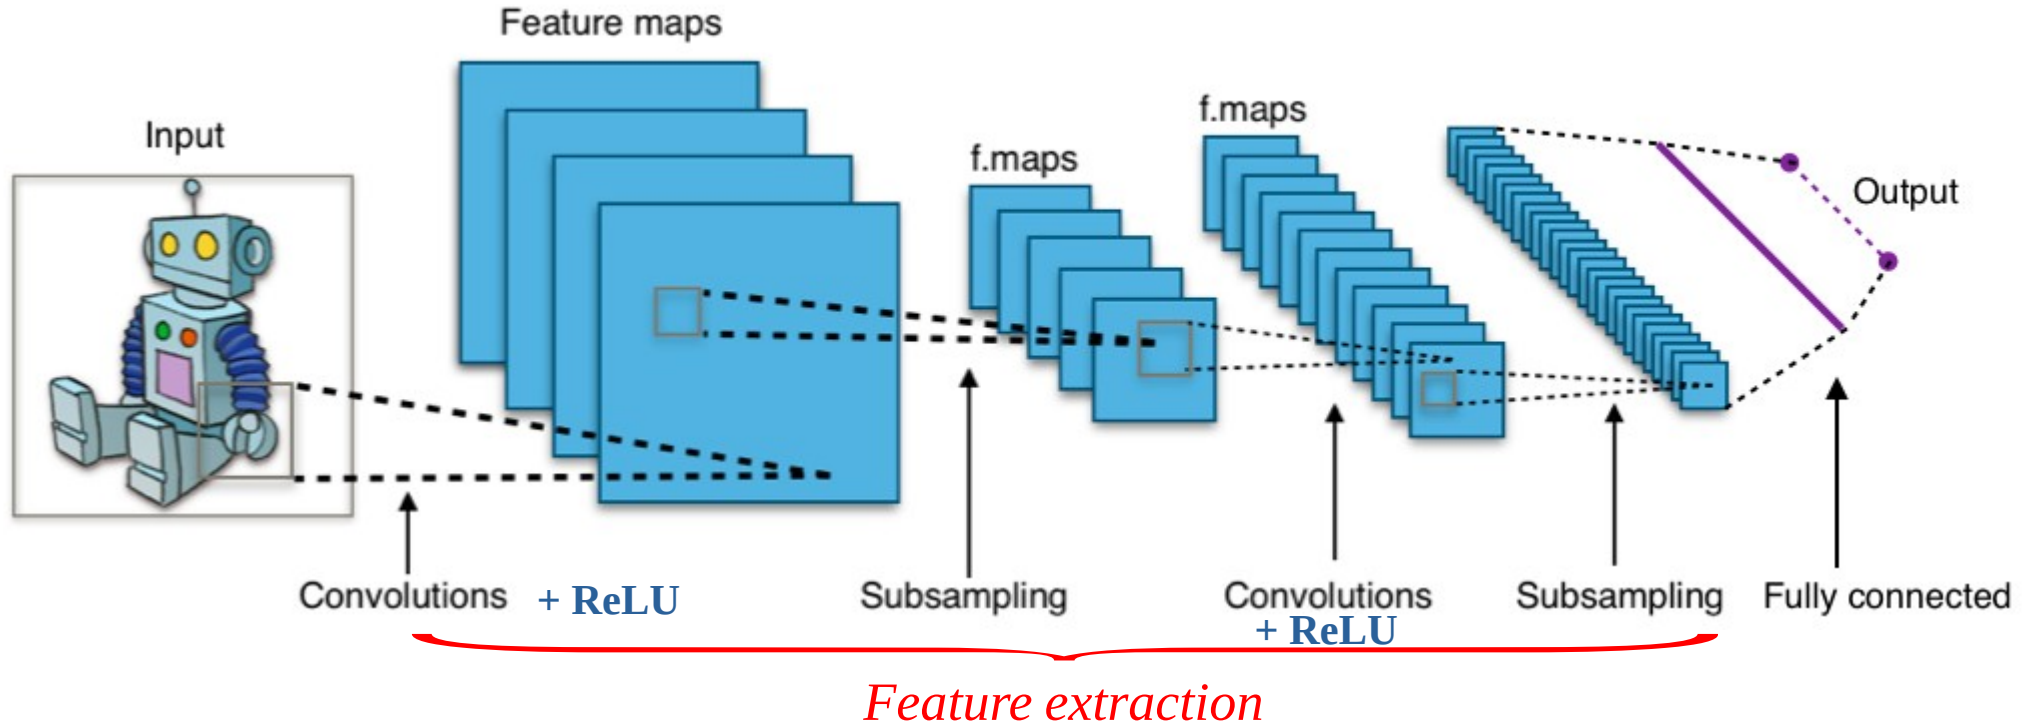 Feature maps
Input
f.maps
f.maps
Output
Convolutions + ReLU
Subsampling
Convolutions
+ ReLU
Subsampling
Fully connected
Feature extraction